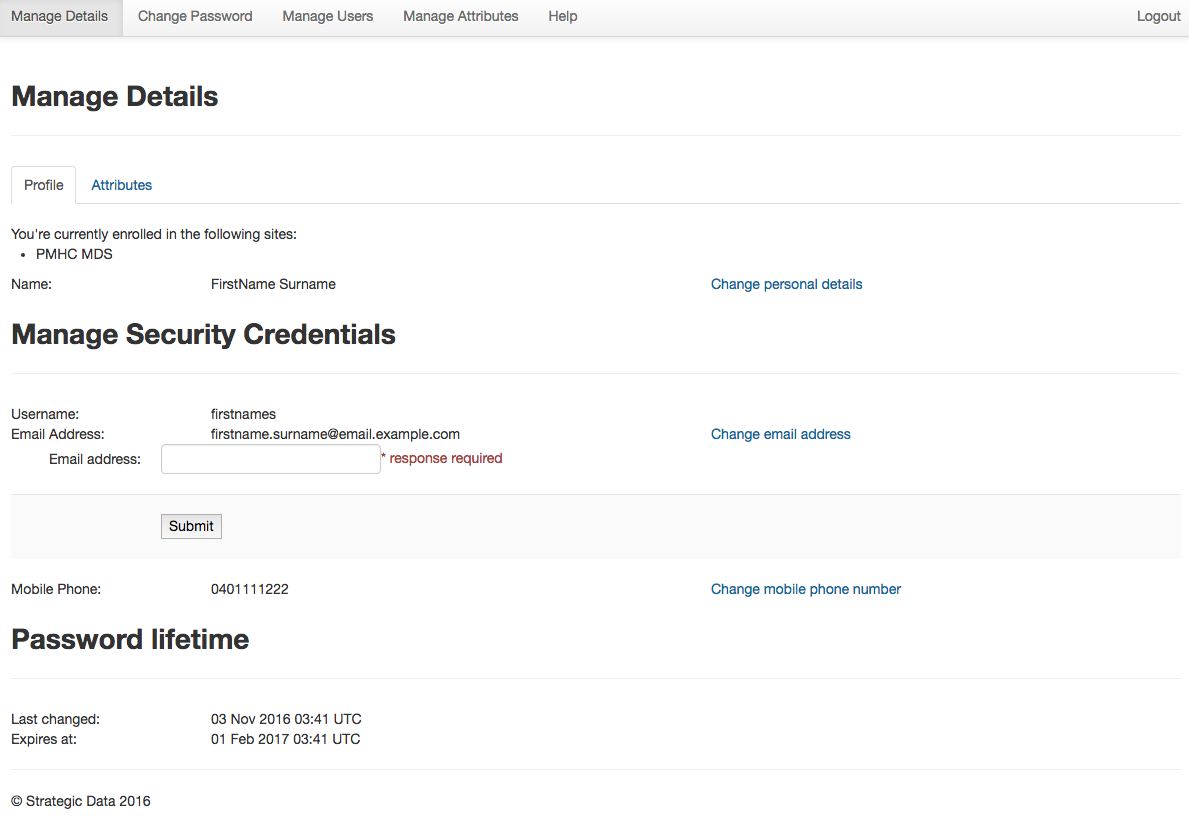 Manage Details Change Password Manage Users Manage Attributes Help Logout
Manage Details
Profile Attributes
You're currently enrolled in the following sites:
• PMHC MDS
Name: FirstName Surname Change personal details
Manage Security Credentials
Username: firstnames
Email Address: firstname.surname@email.example.com Change email address
Email address: * response required
Submit
Mobile Phone: 0401111222 Change mobile phone number
Password lifetime
Last changed: 03 Nov 2016 03:41 UTC
Expires at: 01 Feb 2017 03:41 UTC
© Strategic Data 2016